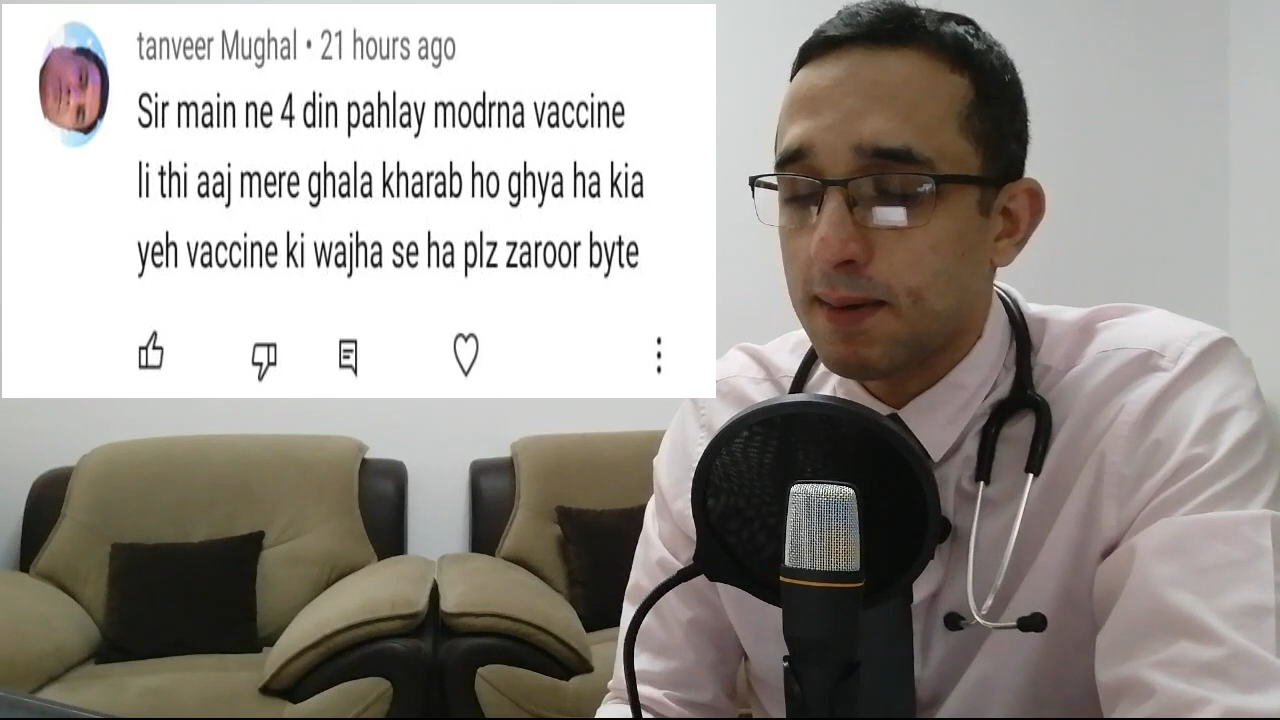 tanveer Mughal • 21 hours ago
Sir main ne 4 din pahlay modrna vaccine
li thi aaj mere ghala kharab ho ghya ha kia
yeh vaccine ki wajha se ha plz zaroor byte